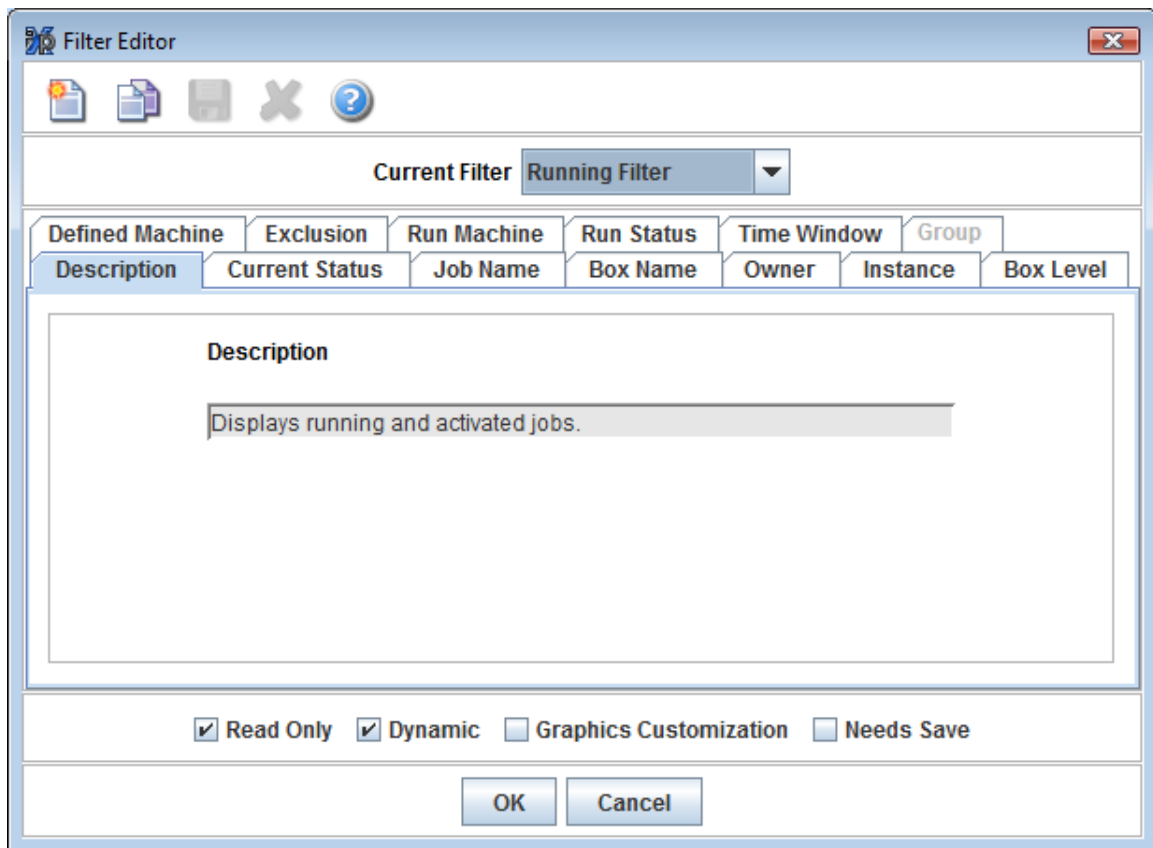 Filter Editor
Current Filter Running Filter
Defined Machine Exclusion Run Machine Run Status Time Window Group
Description Current Status Job Name Box Name Owner Instance Box Level
Description
Displays running and activated jobs.
Read Only Dynamic Graphics Customization Needs Save
OK Cancel